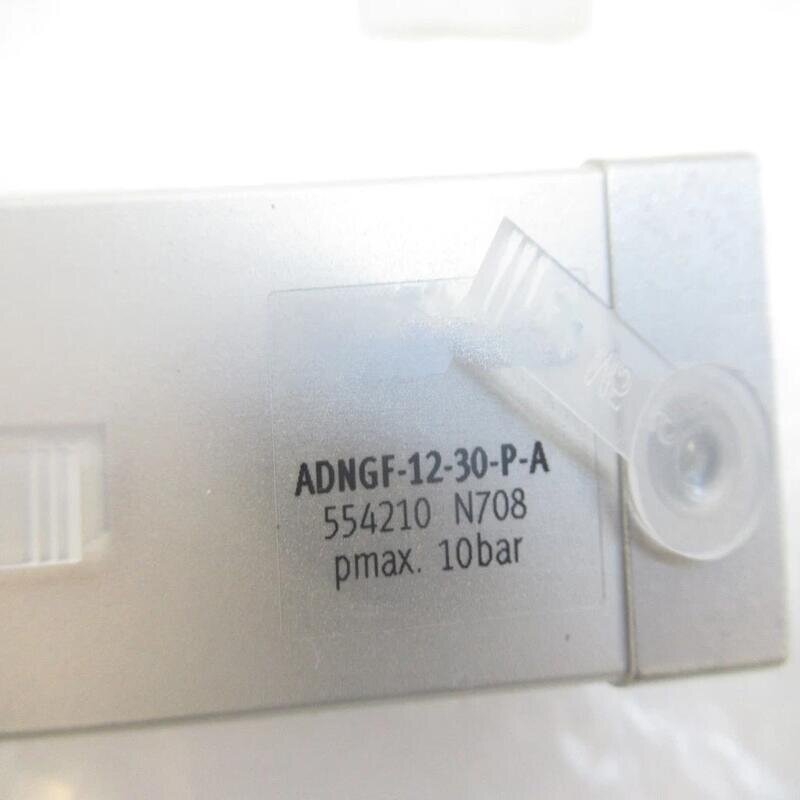 ADNGF-12-30-P-A
554210 N708
pmax. 10bar